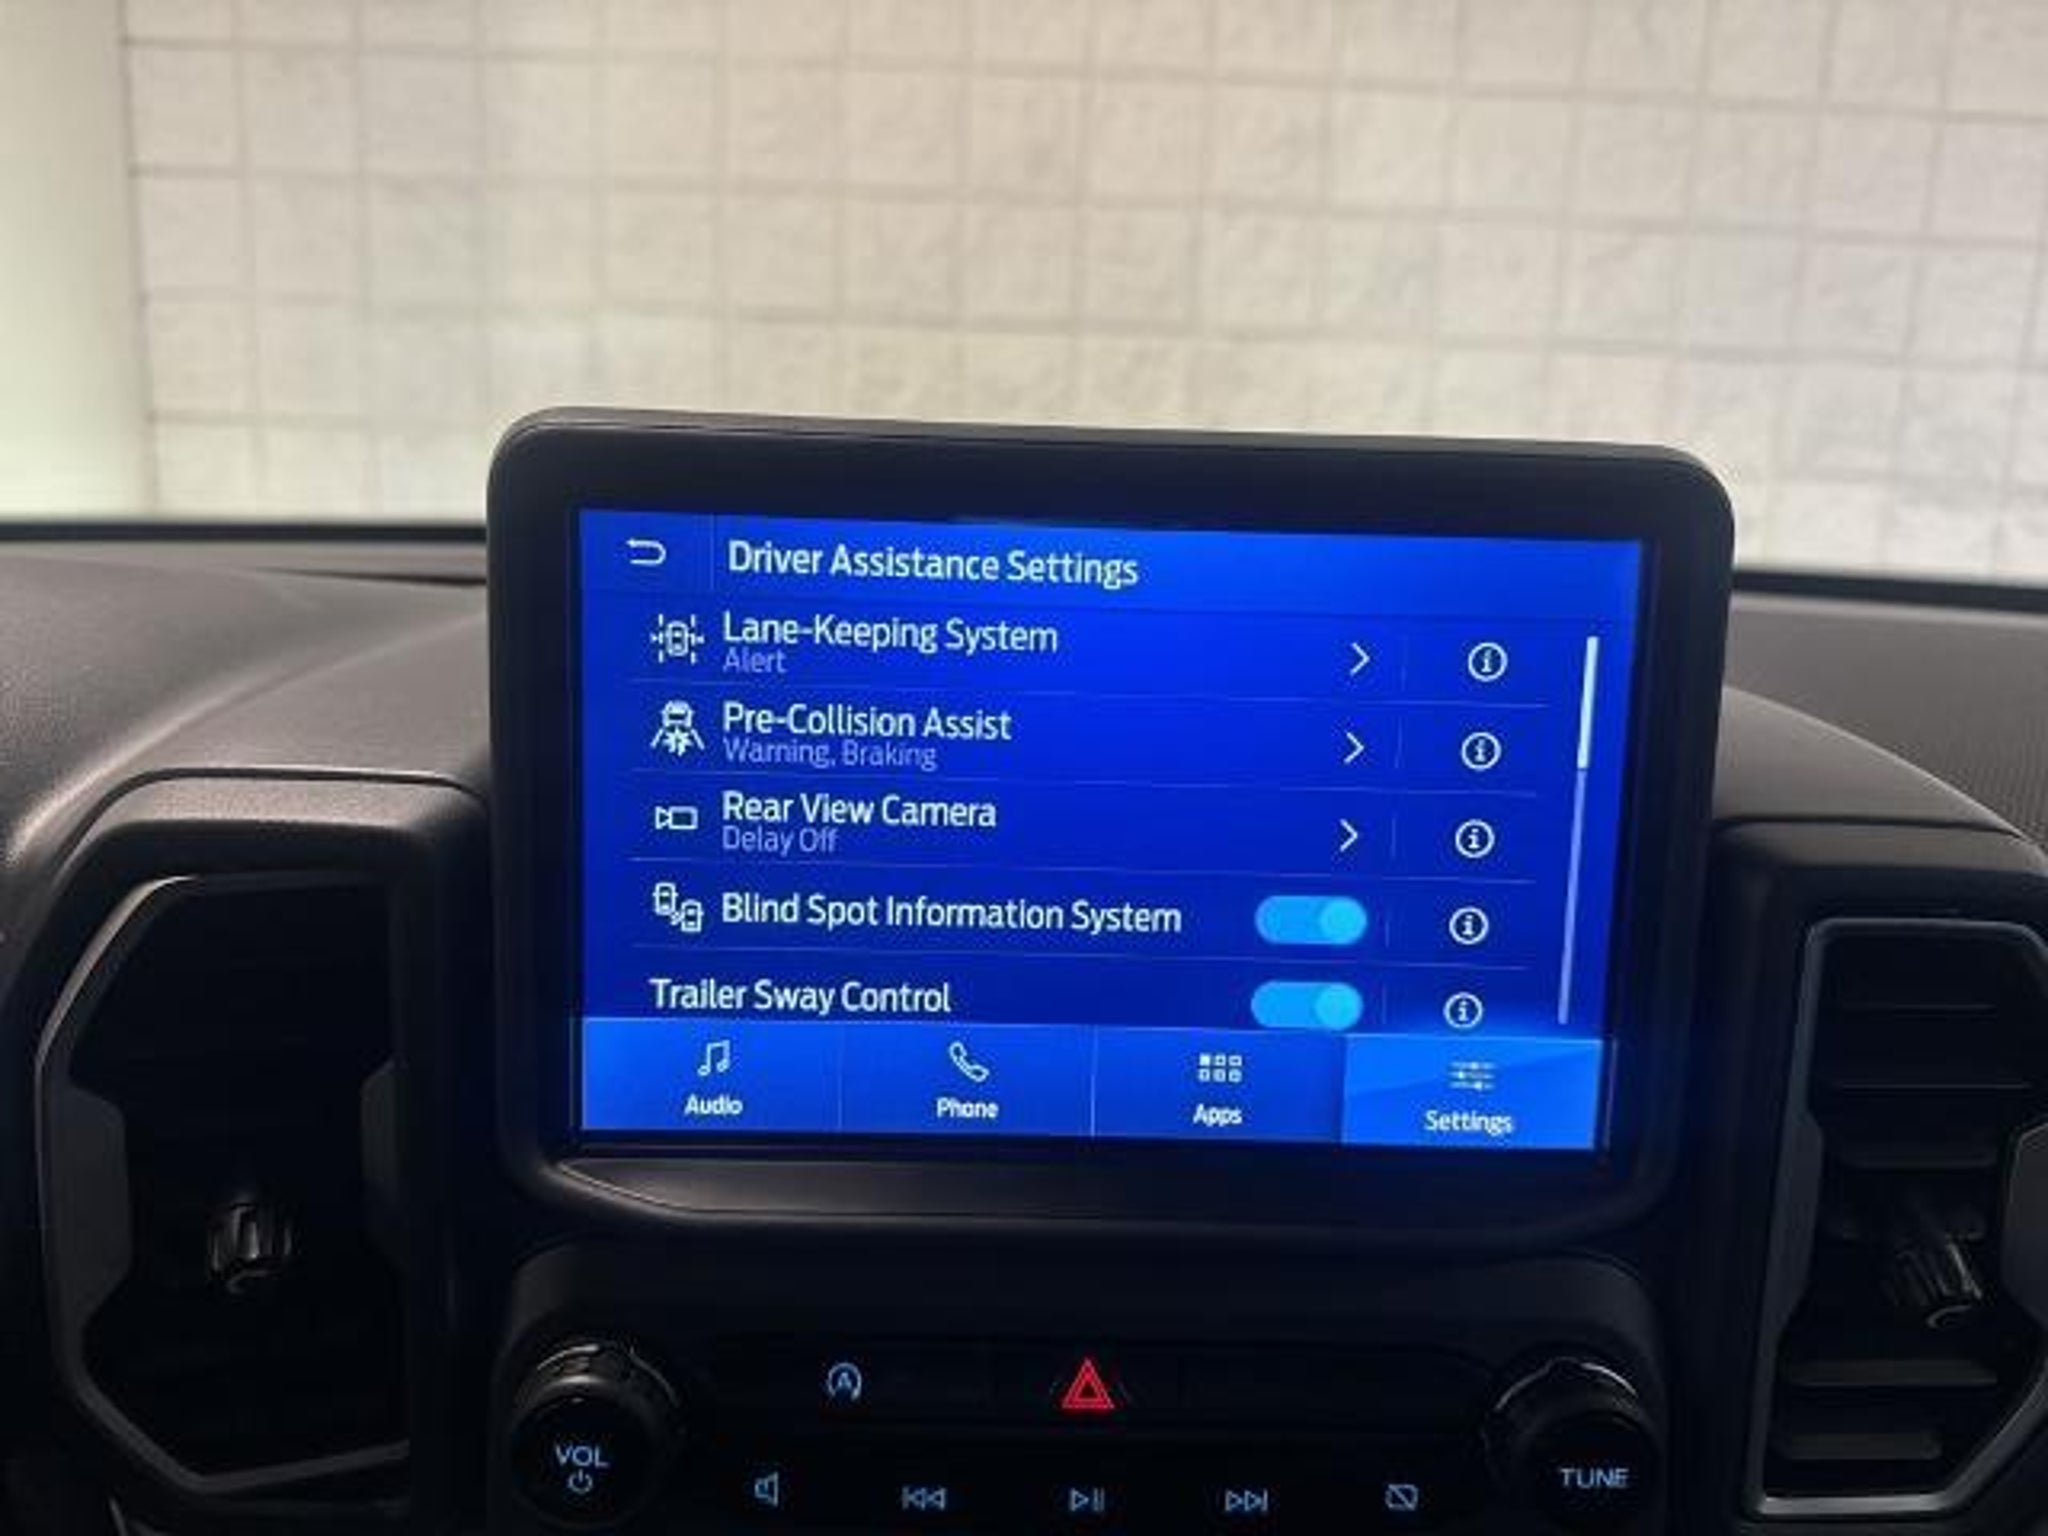 Driver Assistance Settings
Lane-Keeping System
Alert
Pre-Collision Assist
Warning, Braking
Rear View Camera
Delay Off
Blind Spot Information System
Trailer Sway Control
Audio
Phone
Apps
Settings
A
VOL
TUNE